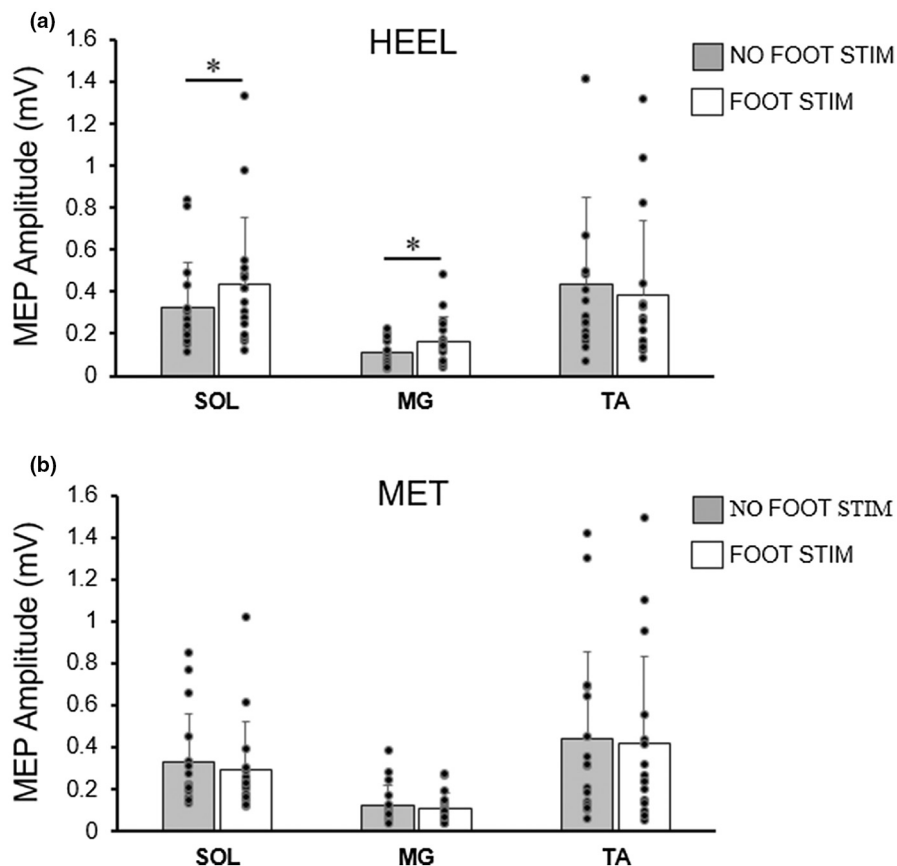 (a)
HEEL
NO FOOT STIM
FOOT STIM
MEP Amplitude (mV)
1.6
1.4
1.2
1
0.8
0.6
0.4
0.2
0
*
*
SOL MG TA
(b)
MET
NO FOOT STIM
FOOT STIM
MEP Amplitude (mV)
1.6
1.4
1.2
1
0.8
0.6
0.4
0.2
0
SOL MG TA